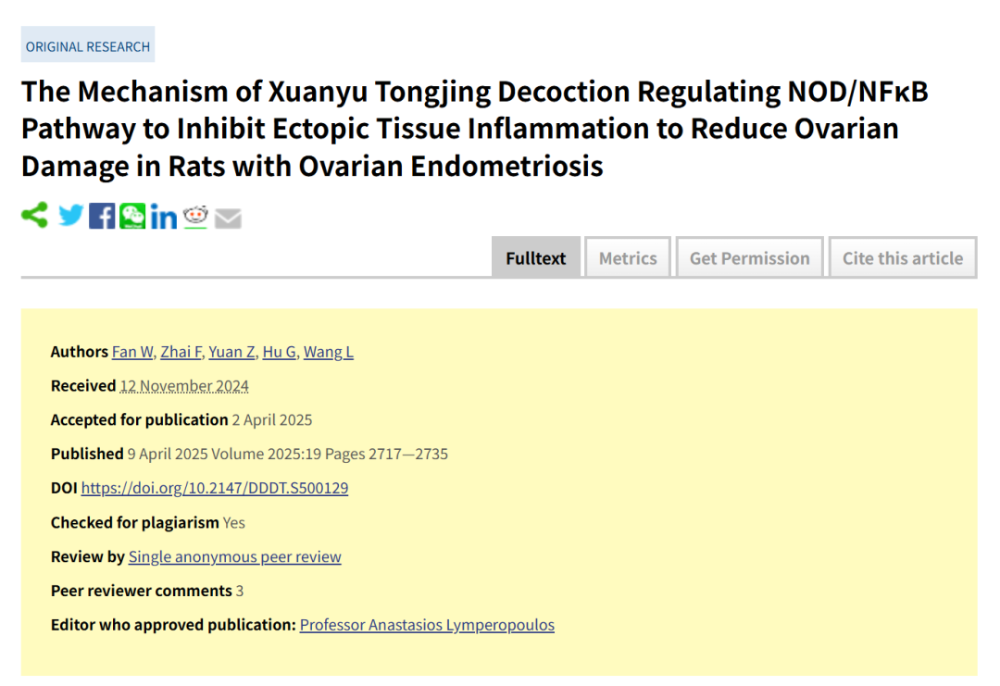 ORIGINAL RESEARCH
The Mechanism of Xuanyu Tongjing Decoction Regulating NOD/NFκB
Pathway to Inhibit Ectopic Tissue Inflammation to Reduce Ovarian
Damage in Rats with Ovarian Endometriosis
Fulltext Metrics Get Permission Cite this article
Authors Fan W, Zhai F, Yuan Z, Hu G, Wang L
Received 12 November 2024
Accepted for publication 2 April 2025
Published 9 April 2025 Volume 2025:19 Pages 2717—2735
DOI https://doi.org/10.2147/DDDT.S500129
Checked for plagiarism Yes
Review by Single anonymous peer review
Peer reviewer comments 3
Editor who approved publication: Professor Anastasios Lymperopoulos